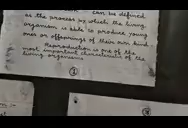 can be defined
as the process by which the living
organism is able to produce young
ones or offsprings of their own kind.
Reproduction is one of the
most important characteristic of the
living organisms